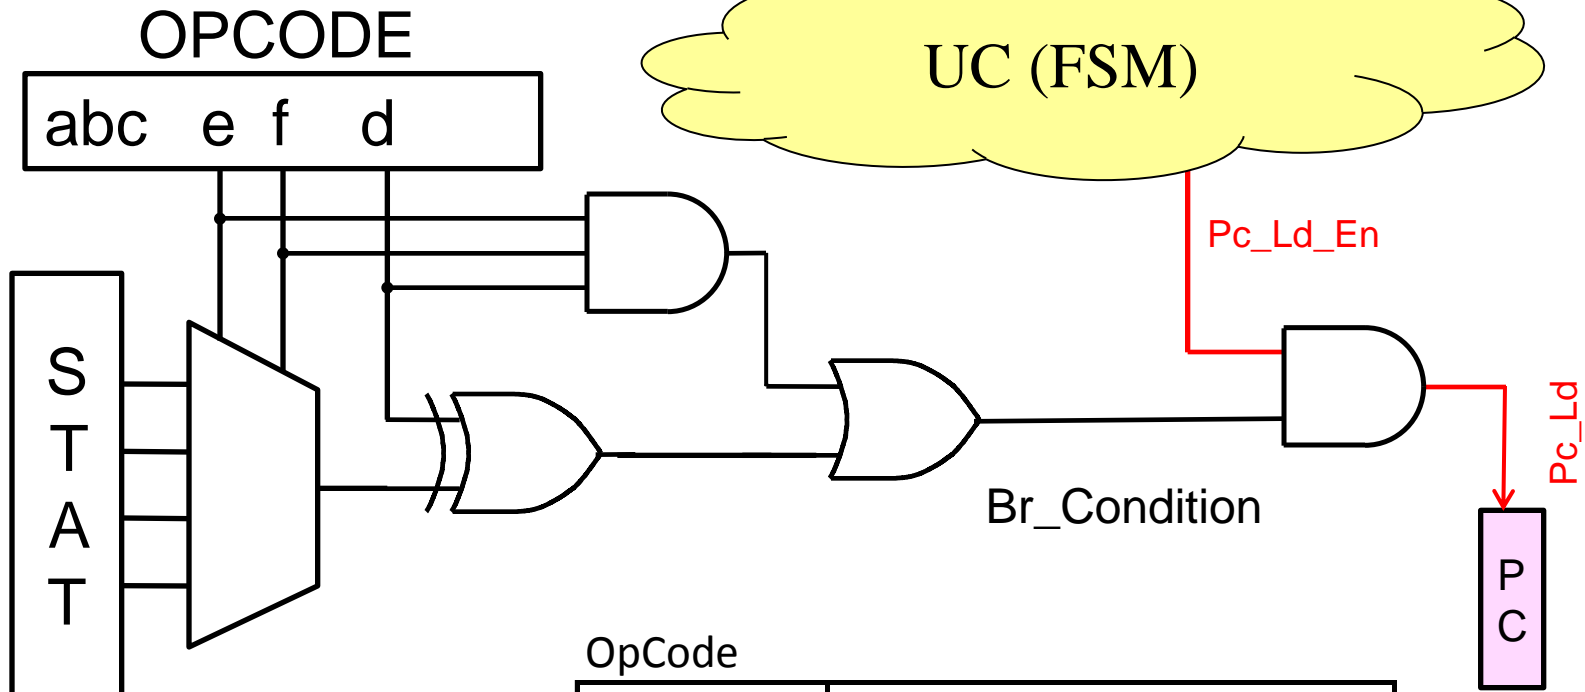 OPCODE
UC (FSM)
abc e f d
Pc_Ld_En
S
T
A
T
Pc_Ld
Br_Condition
P
C
OpCode